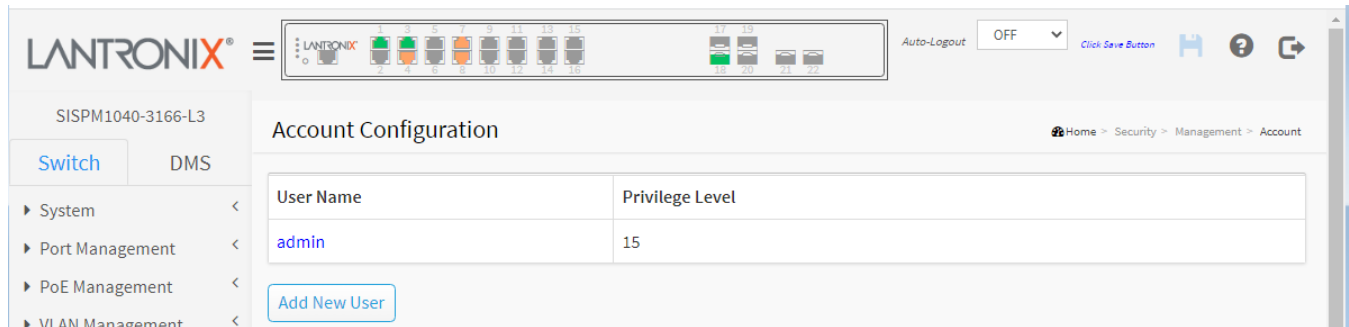 LANTRONIX®
LANTRONIX
1 3 5 7 9 11 13 15
2 4 6 8 10 12 14 16
17 19
18 20 21 22
Auto-Logout OFF Click Save Button
SISPM1040-3166-L3
Switch DMS
System
Port Management
PoE Management
VLAN Management
Account Configuration
Home > Security > Management > Account
User Name Privilege Level
admin 15
Add New User